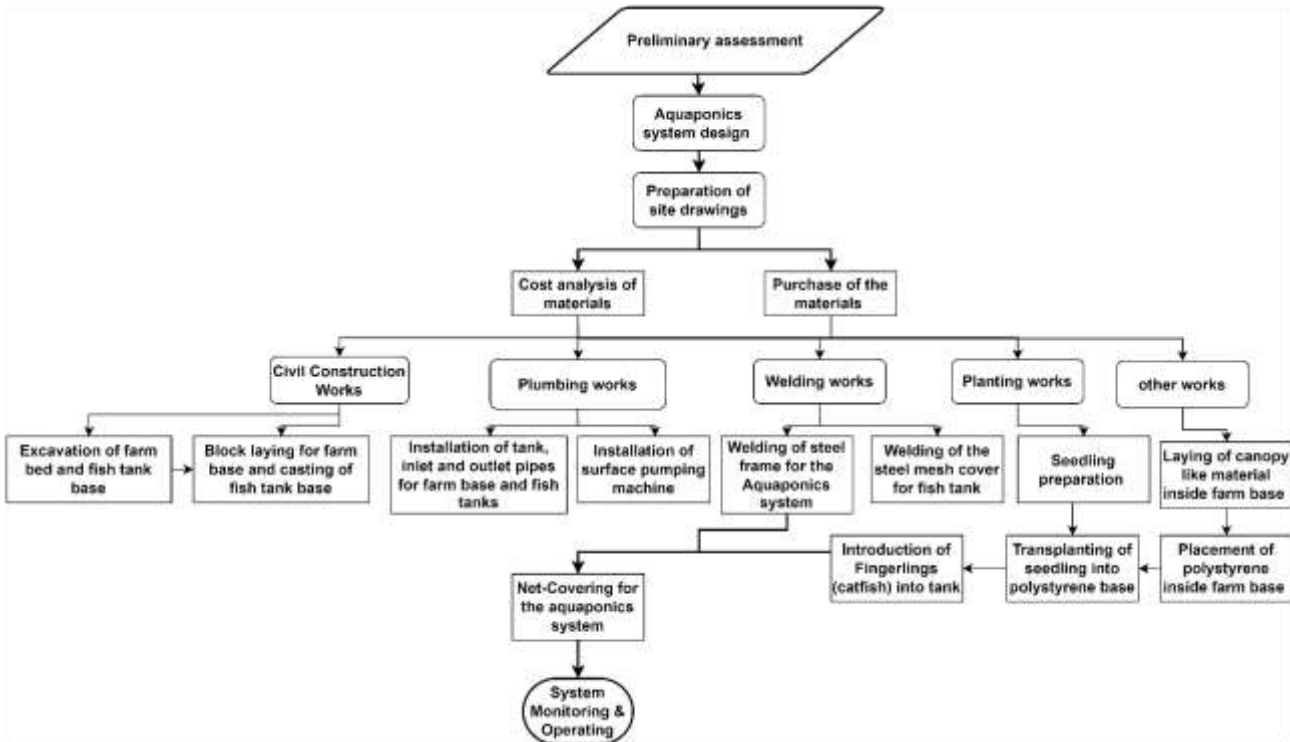 Preliminary assessment
Aquaponics
system design
Preparation of
site drawings
Cost analysis of
materials
Purchase of the
materials
Civil Construction
Works
Plumbing works
Welding works
Planting works
other works
Excavation of farm
bed and fish tank
base
Block laying for farm
base and casting of
fish tank base
Installation of tank,
inlet and outlet pipes
for farm base and fish
tanks
Installation of
surface pumping
machine
Welding of steel
frame for the
Aquaponics
system
Welding of the
steel mesh cover
for fish tank
Seedling
preparation
Laying of canopy
like material
inside farm base
Introduction of
Fingerlings
(catfish) into tank
Transplanting of
seedling into
polystyrene base
Placement of
polystyrene
inside farm base
Net-Covering for
the aquaponics
system
System
Monitoring &
Operating